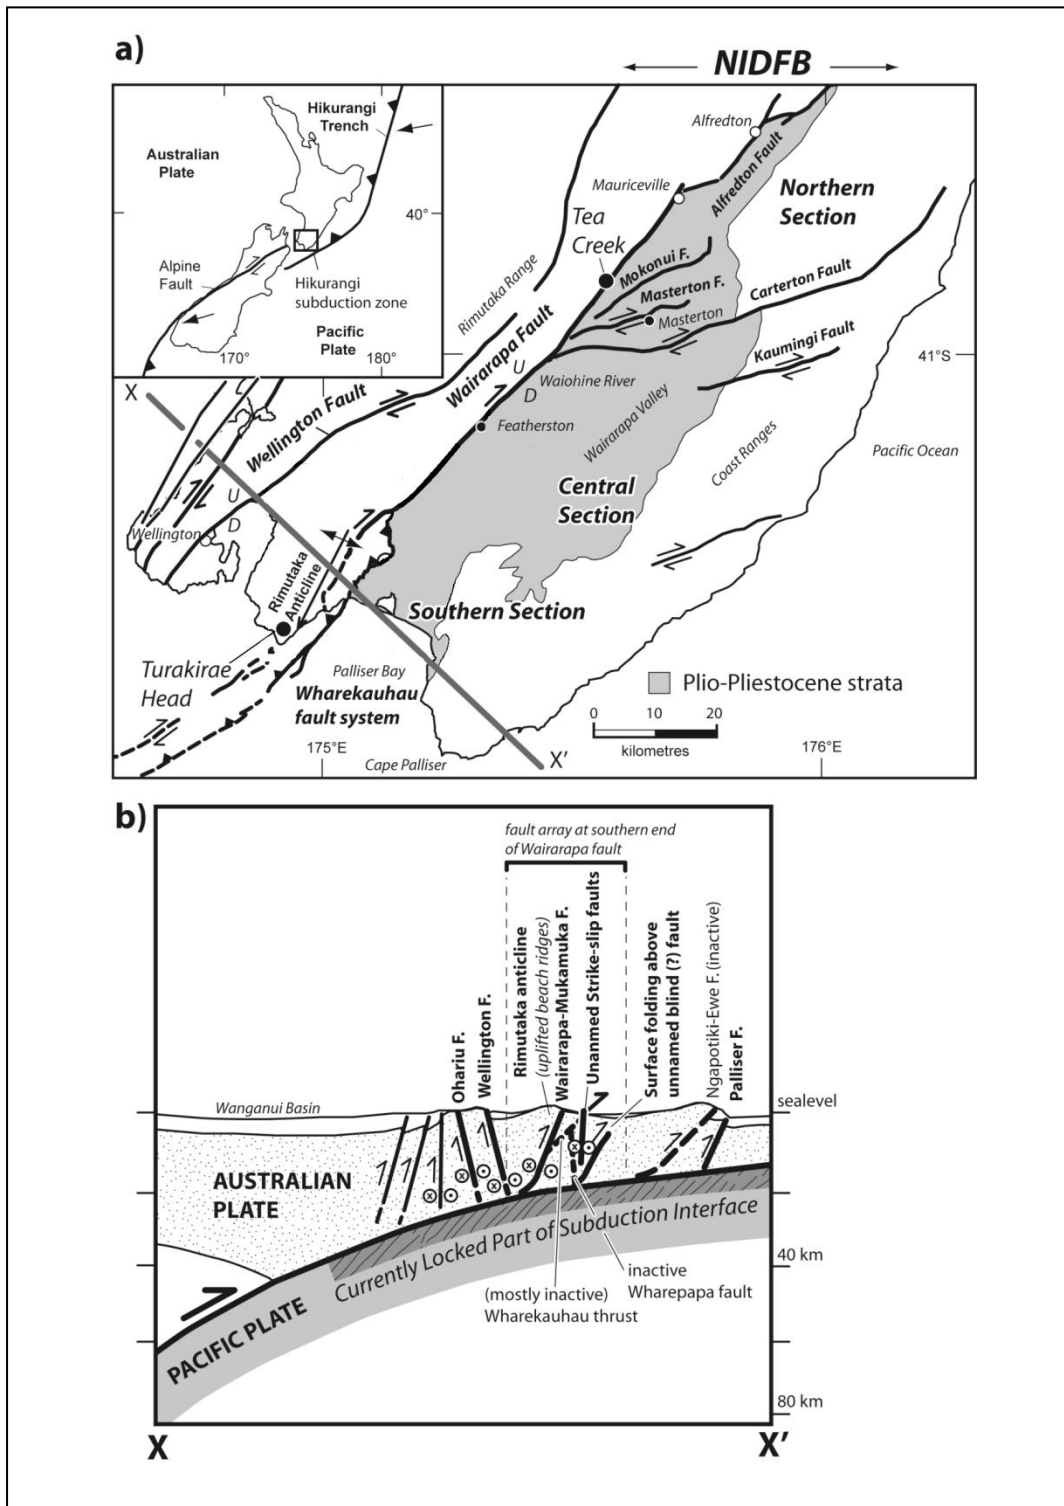 a)
NIDFB
Hikurangi
Trench
Australian
Plate
40°
Alpine
Fault
Hikurangi
subduction zone
Pacific
Plate
170°
180°
Alfredton
Alfredton Fault
Mauriceville
Northern
Section
Tea
Creek
Mokonui F.
Masterton F.
Masterton
Carterton Fault
Kaumingi Fault
41°S
Rimutaka Range
Wairarapa Fault
U
D
Waiohine River
Wairarapa Valley
Featherston
Coast Ranges
Pacific Ocean
X
Wellington Fault
U
D
Wellington
Central
Section
Rimutaka
Anticline
Southern Section
Turakirae
Head
Palliser Bay
Wharekauhau
fault system
Plio-Pliestocene strata
0 10 20
kilometres
175°E
Cape Palliser
X'
176°E
b)
fault array at southern end
of Wairarapa fault
Ohariu F.
Wellington F.
Rimutaka anticline
(uplifted beach ridges)
Wairarapa-Mukamuka F.
Unanmed Strike-slip faults
Surface folding above
unnamed blind (?) fault
Ngapotiki-Ewe F. (inactive)
Palliser F.
Wanganui Basin
sealevel
AUSTRALIAN
PLATE
Currently Locked Part of Subduction Interface
40 km
inactive
Wharepapa fault
(mostly inactive)
Wharekauhau thrust
PACIFIC PLATE
80 km
X
X'